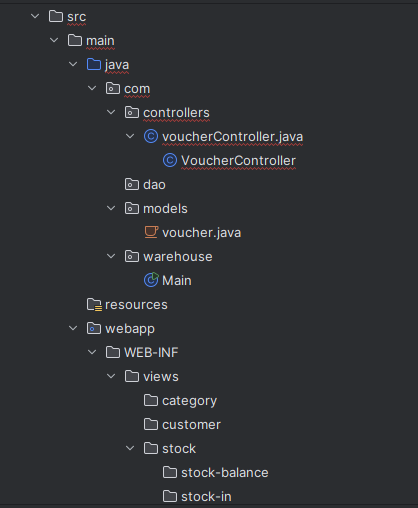 src
main
java
com
controllers
voucherController.java
VoucherController
dao
models
voucher.java
warehouse
Main
resources
webapp
WEB-INF
views
category
customer
stock
stock-balance
stock-in